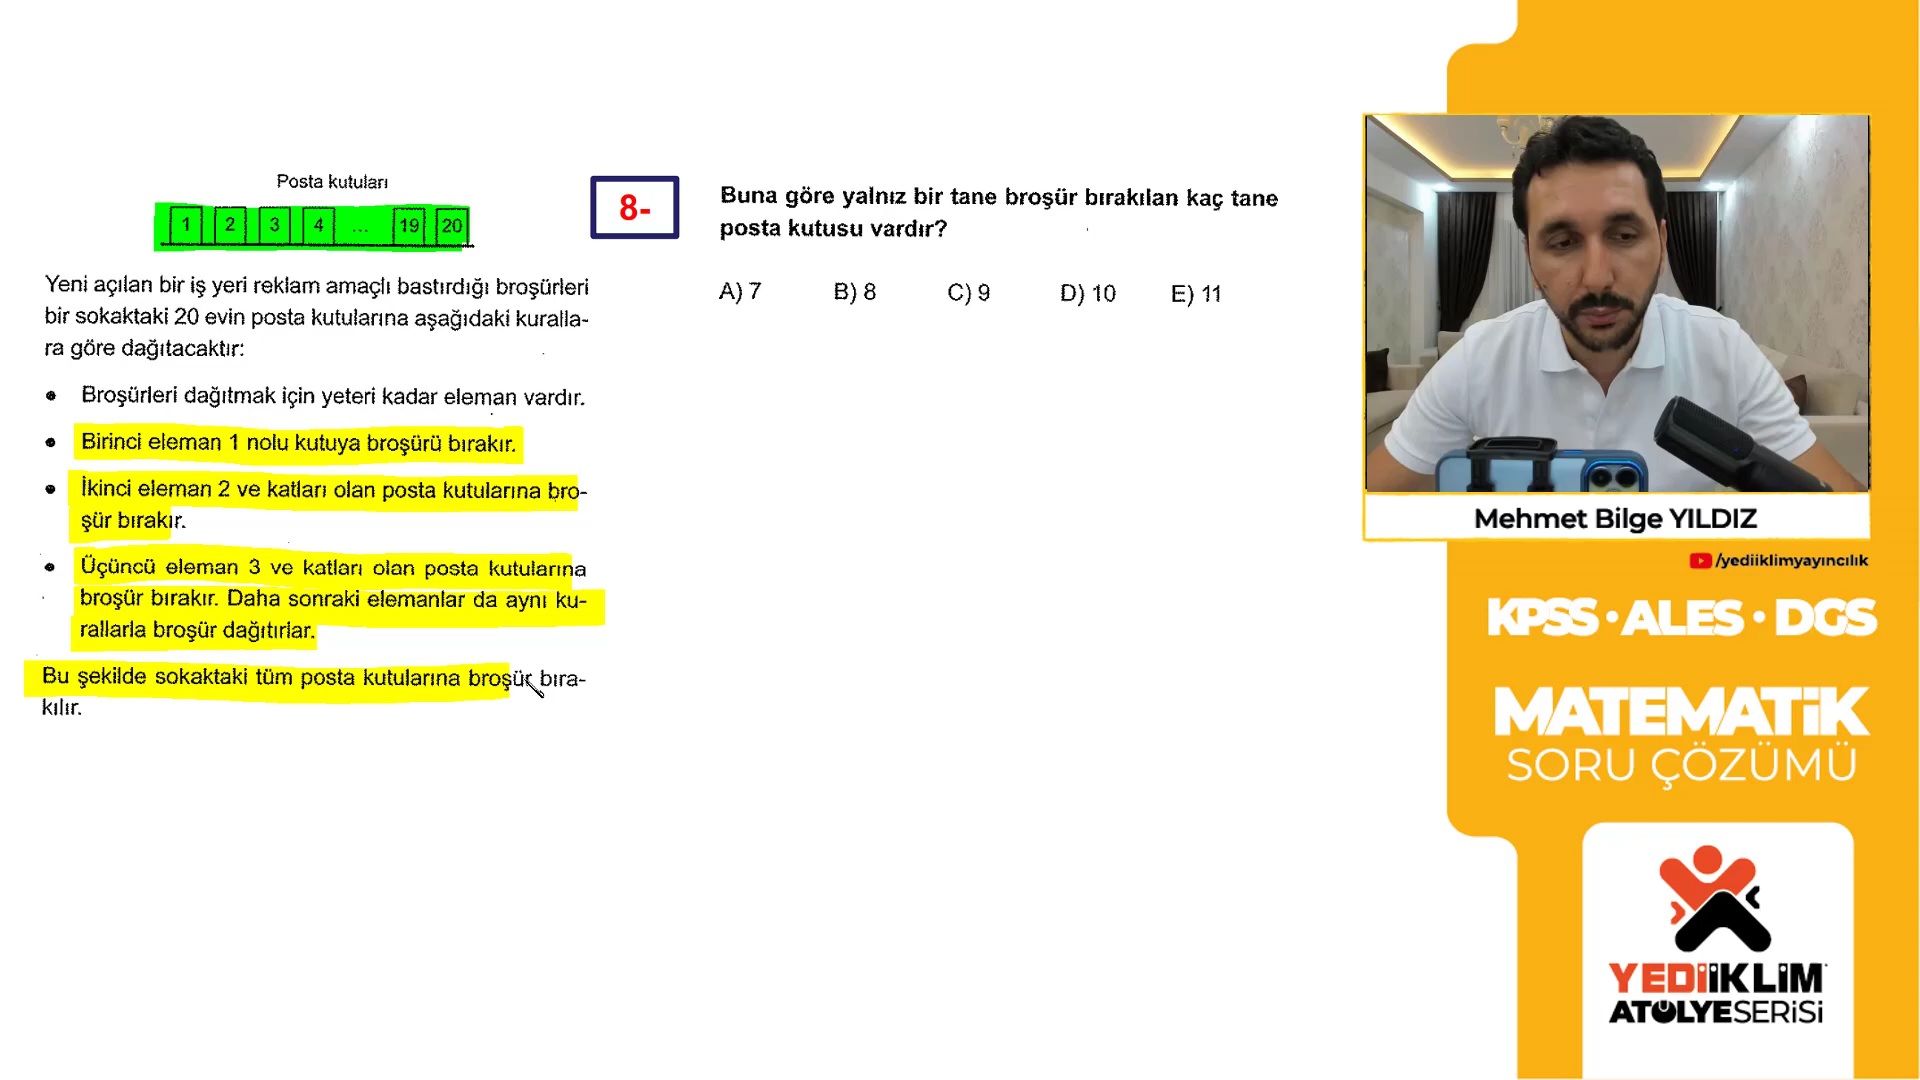 Posta kutuları
1 2 3 4 ... 19 20
Yeni açılan bir iş yeri reklam amaçlı bastırdığı broşürleri
bir sokaktaki 20 evin posta kutularına aşağıdaki kuralla-
ra göre dağıtacaktır:
• Broşürleri dağıtmak için yeteri kadar eleman vardır.
• Birinci eleman 1 nolu kutuya broşürü bırakır.
• İkinci eleman 2 ve katları olan posta kutularına bro-
şür bırakır.
• Üçüncü eleman 3 ve katları olan posta kutularına
broşür bırakır. Daha sonraki elemanlar da aynı ku-
rallarla broşür dağıtırlar.
Bu şekilde sokaktaki tüm posta kutularına broşür bıra-
kılır.
8-
Buna göre yalnız bir tane broşür bırakılan kaç tane
posta kutusu vardır?
A) 7 B) 8 C) 9 D) 10 E) 11
Mehmet Bilge YILDIZ
/yediiklimyayıncılık
KPSS • ALES • DGS
MATEMATİK
SORU ÇÖZÜMÜ
YEDİİKLİM
ATÖLYESERİSİ